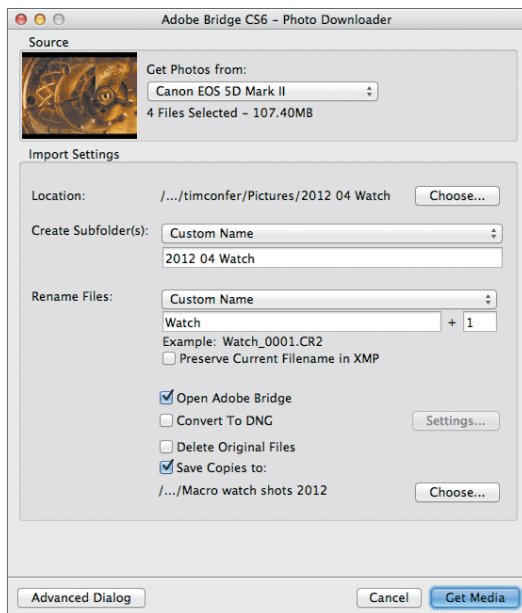 Adobe Bridge CS6 – Photo Downloader
Source
Get Photos from:
Canon EOS 5D Mark II
4 Files Selected – 107.40MB
Import Settings
Location: /.../timconfer/Pictures/2012 04 Watch Choose...
Create Subfolder(s): Custom Name
2012 04 Watch
Rename Files: Custom Name
Watch + 1
Example: Watch_0001.CR2
Preserve Current Filename in XMP
Open Adobe Bridge
Convert To DNG Settings...
Delete Original Files
Save Copies to:
/.../Macro watch shots 2012 Choose...
Advanced Dialog Cancel Get Media